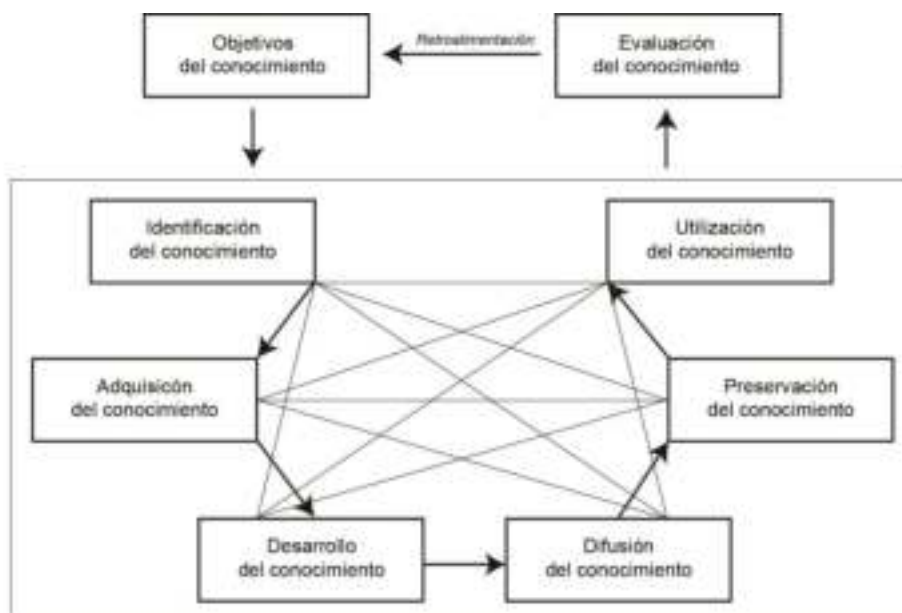 Objetivos
del conocimiento
Retroalimentación
Evaluación
del conocimiento
Identificación
del conocimiento
Utilización
del conocimiento
Adquisicón
del conocimiento
Preservación
del conocimiento
Desarrollo
del conocimiento
Difusión
del conocimiento